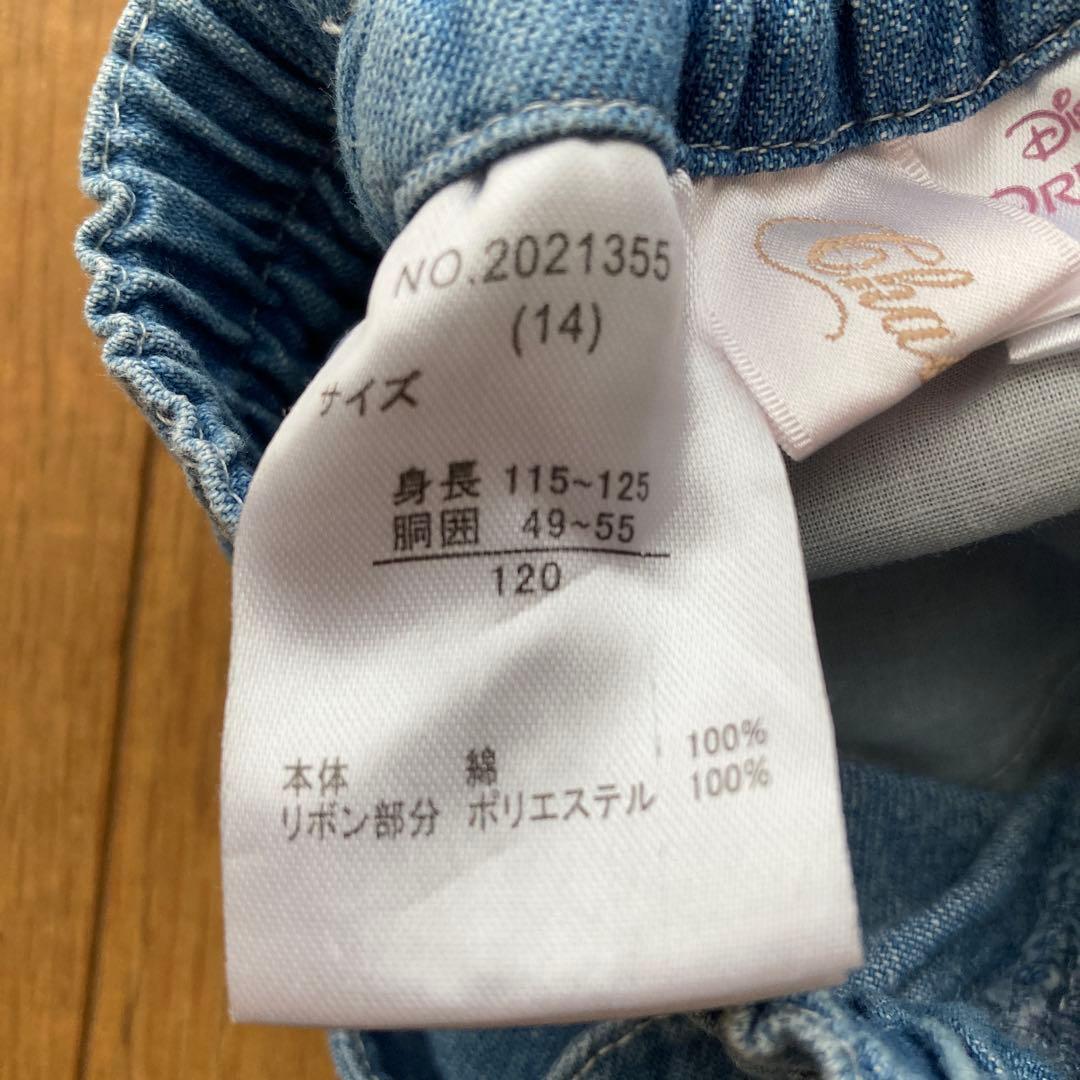 NO.2021355
(14)
サイズ
身長 115~125
胴囲 49~55
120
本体 綿 100%
リボン部分 ポリエステル 100%